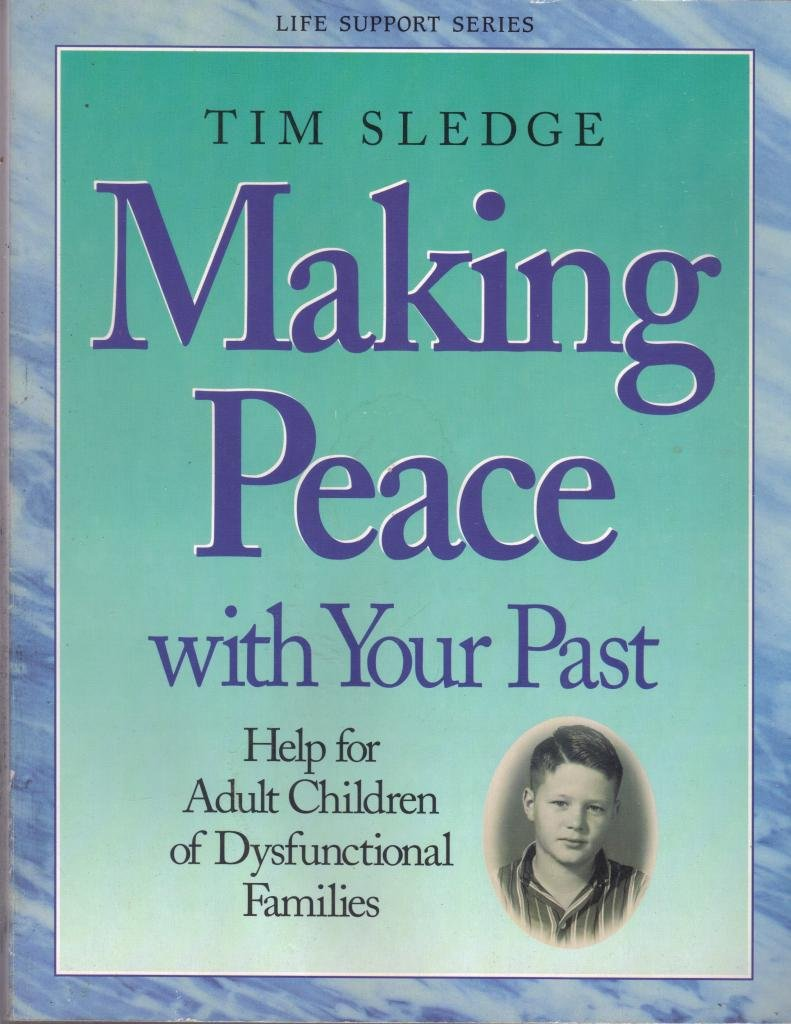 LIFE SUPPORT SERIES
TIM SLEDGE
Making
Peace
with Your Past
Help for
Adult Children
of Dysfunctional
Families